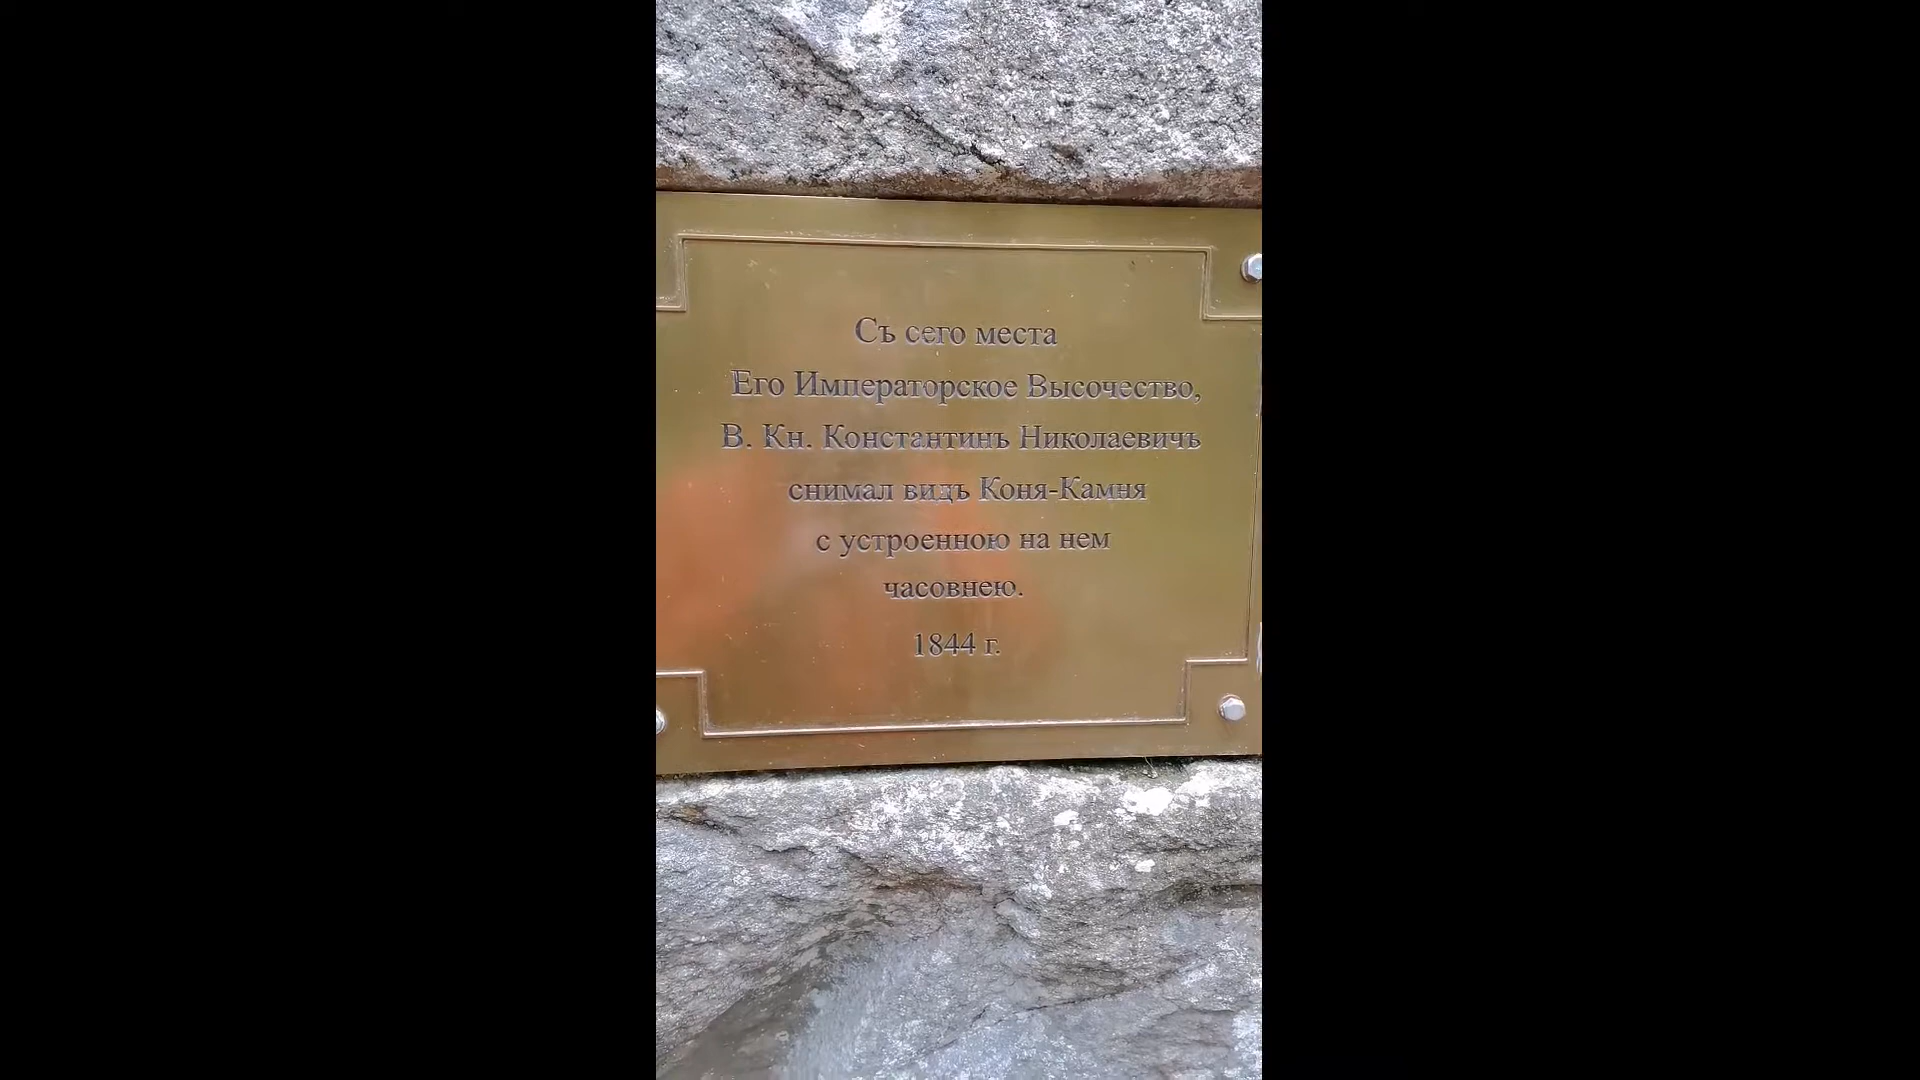 Съ сего места
Его Императорское Высочество,
В. Кн. Константинъ Николаевичъ
снимал видъ Коня-Камня
с устроенною на нем
часовнею.
1844 г.